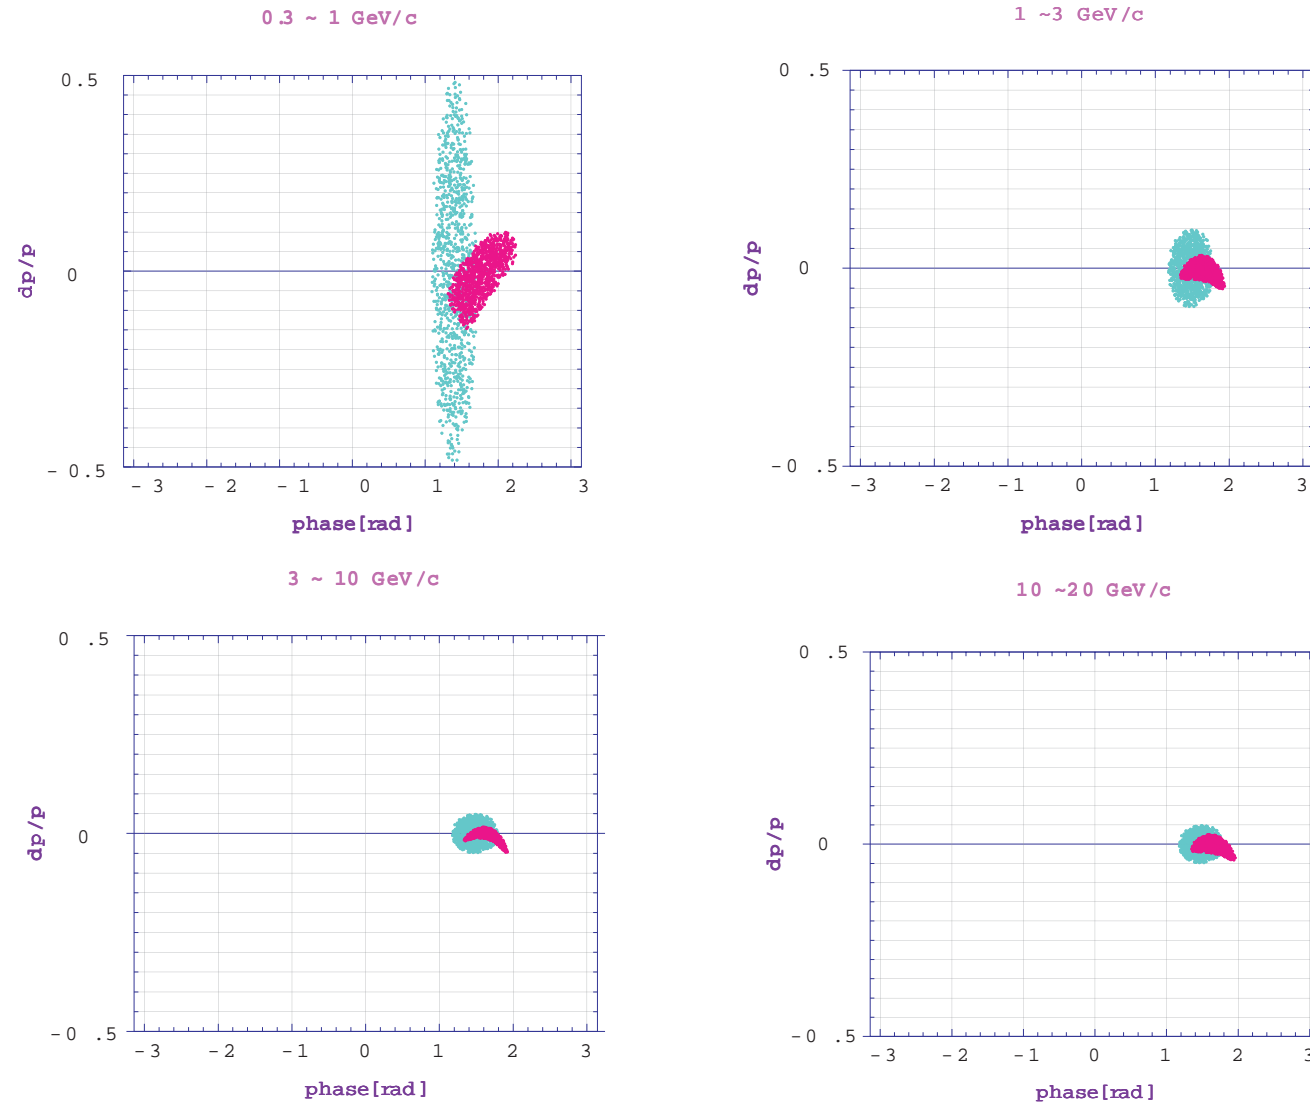 0.3 ~ 1 GeV/c
0.5
0
- 0.5
dp/p
- 3 - 2 - 1 0 1 2 3
phase[rad]
1 ~3 GeV/c
0 .5
0
- 0 .5
dp/p
- 3 - 2 - 1 0 1 2 3
phase[rad]
3 ~ 10 GeV/c
0 .5
0
- 0 .5
dp/p
- 3 - 2 - 1 0 1 2 3
phase[rad]
10 ~20 GeV/c
0 .5
0
- 0 .5
dp/p
- 3 - 2 - 1 0 1 2 3
phase[rad]